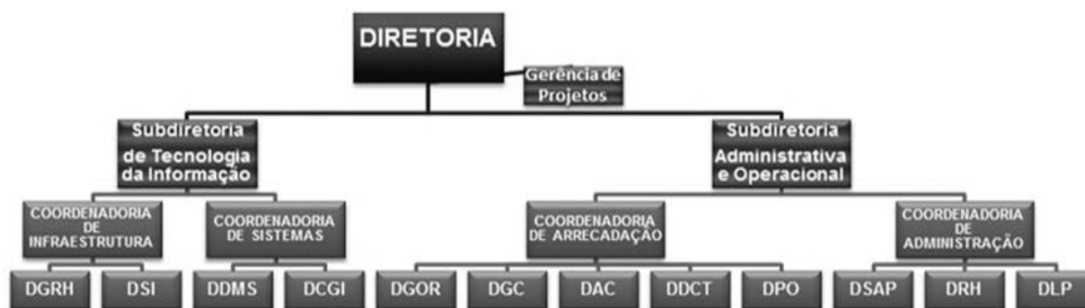 DIRETORIA
Gerência de
Projetos
Subdiretoria
de Tecnologia
da Informação
Subdiretoria
Administrativa
e Operacional
COORDENADORIA
DE
INFRAESTRUTURA
COORDENADORIA
DE SISTEMAS
COORDENADORIA
DE ARRECADAÇÃO
COORDENADORIA
DE
ADMINISTRAÇÃO
DGRH
DSI
DDMS
DCGI
DGOR
DGC
DAC
DDCT
DPO
DSAP
DRH
DLP